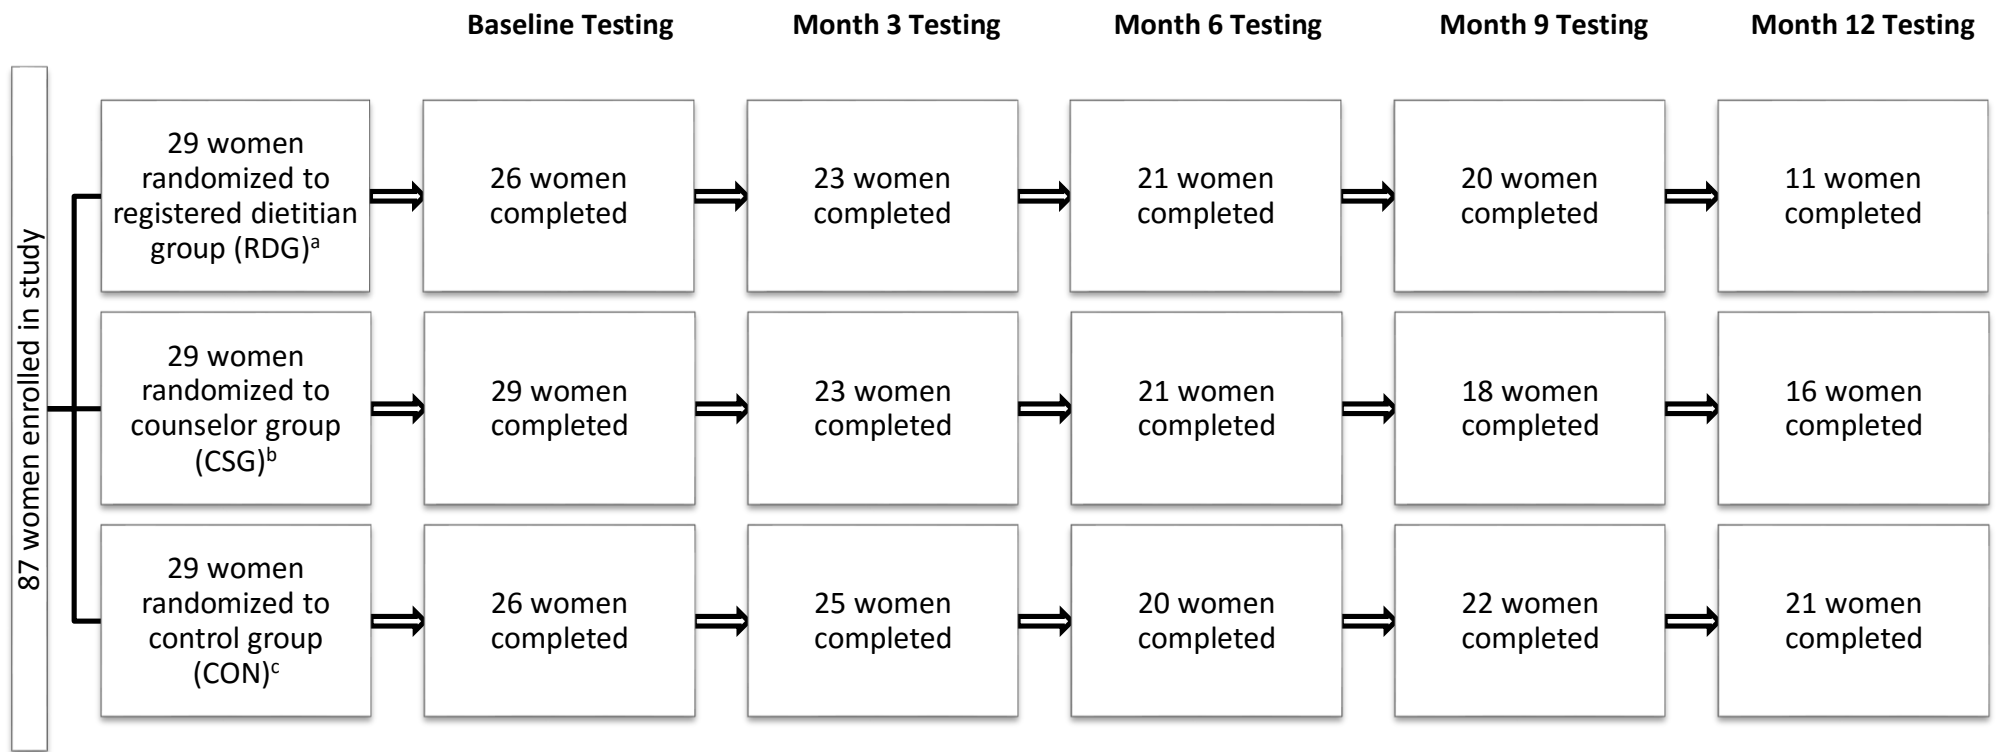 Baseline Testing
Month 3 Testing
Month 6 Testing
Month 9 Testing
Month 12 Testing
87 women enrolled in study
29 women
randomized to
registered dietitian
group (RDG)ᵃ
26 women
completed
23 women
completed
21 women
completed
20 women
completed
11 women
completed
29 women
randomized to
counselor group
(CSG)ᵇ
29 women
completed
23 women
completed
21 women
completed
18 women
completed
16 women
completed
29 women
randomized to
control group
(CON)ᶜ
26 women
completed
25 women
completed
20 women
completed
22 women
completed
21 women
completed